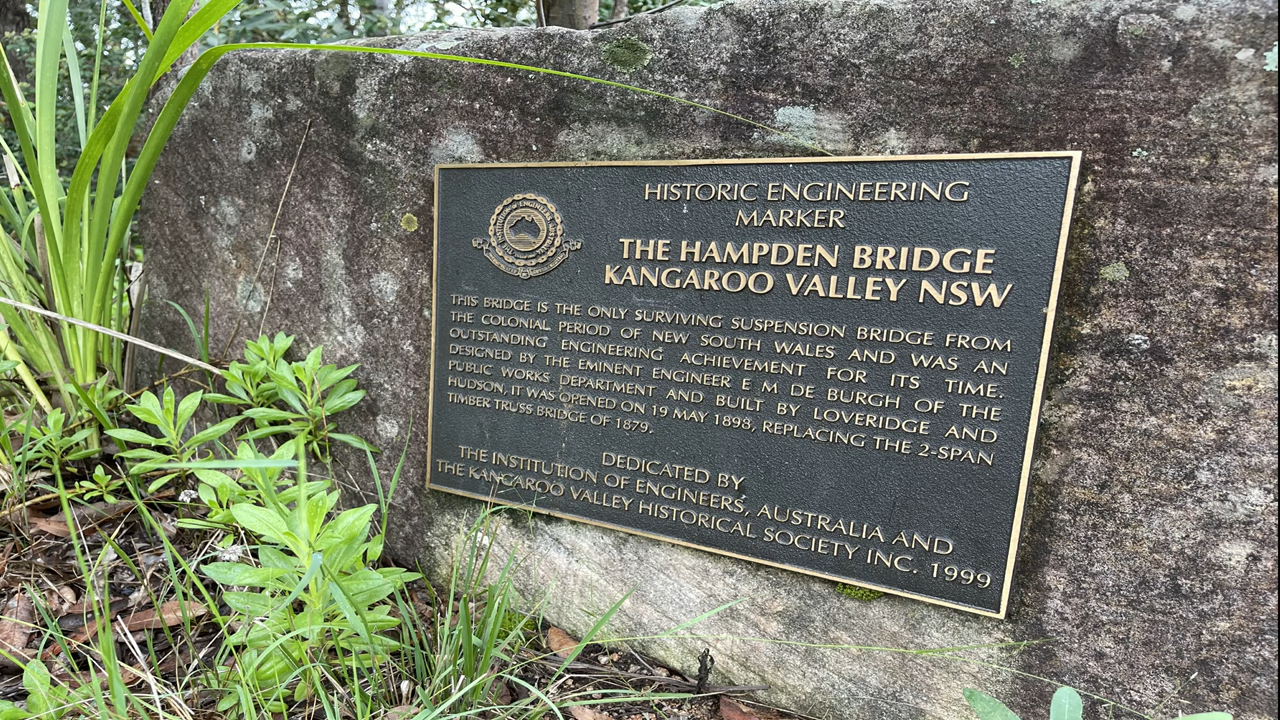 HISTORIC ENGINEERING
MARKER
THE HAMPDEN BRIDGE
KANGAROO VALLEY NSW
THIS BRIDGE IS THE ONLY SURVIVING SUSPENSION BRIDGE FROM
THE COLONIAL PERIOD OF NEW SOUTH WALES AND WAS AN
OUTSTANDING ENGINEERING ACHIEVEMENT FOR ITS TIME.
DESIGNED BY THE EMINENT ENGINEER E M DE BURGH OF THE
PUBLIC WORKS DEPARTMENT AND BUILT BY LOVERIDGE AND
HUDSON, IT WAS OPENED ON 19 MAY 1898, REPLACING THE 2-SPAN
TIMBER TRUSS BRIDGE OF 1879.
DEDICATED BY
THE INSTITUTION OF ENGINEERS, AUSTRALIA AND
THE KANGAROO VALLEY HISTORICAL SOCIETY INC. 1999